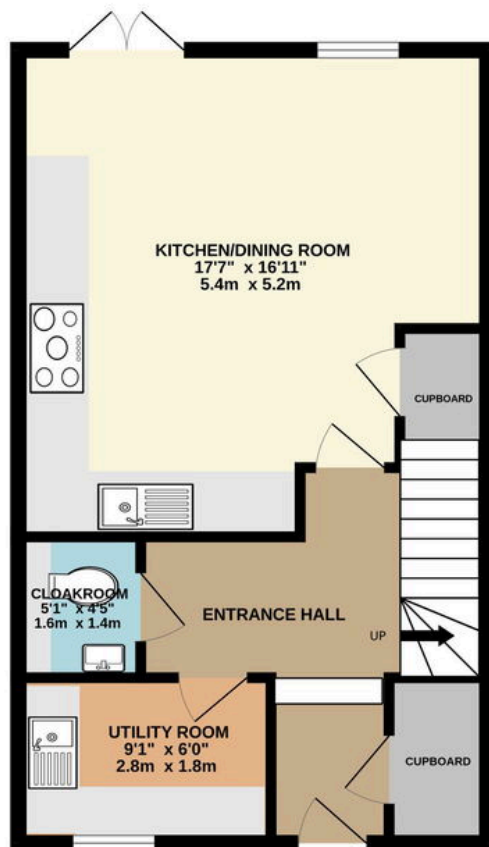 KITCHEN/DINING ROOM
17'7" x 16'11"
5.4m x 5.2m
CUPBOARD
CLOAKROOM
5'1" x 4'5"
1.6m x 1.4m
ENTRANCE HALL
UP
UTILITY ROOM
9'1" x 6'0"
2.8m x 1.8m
CUPBOARD